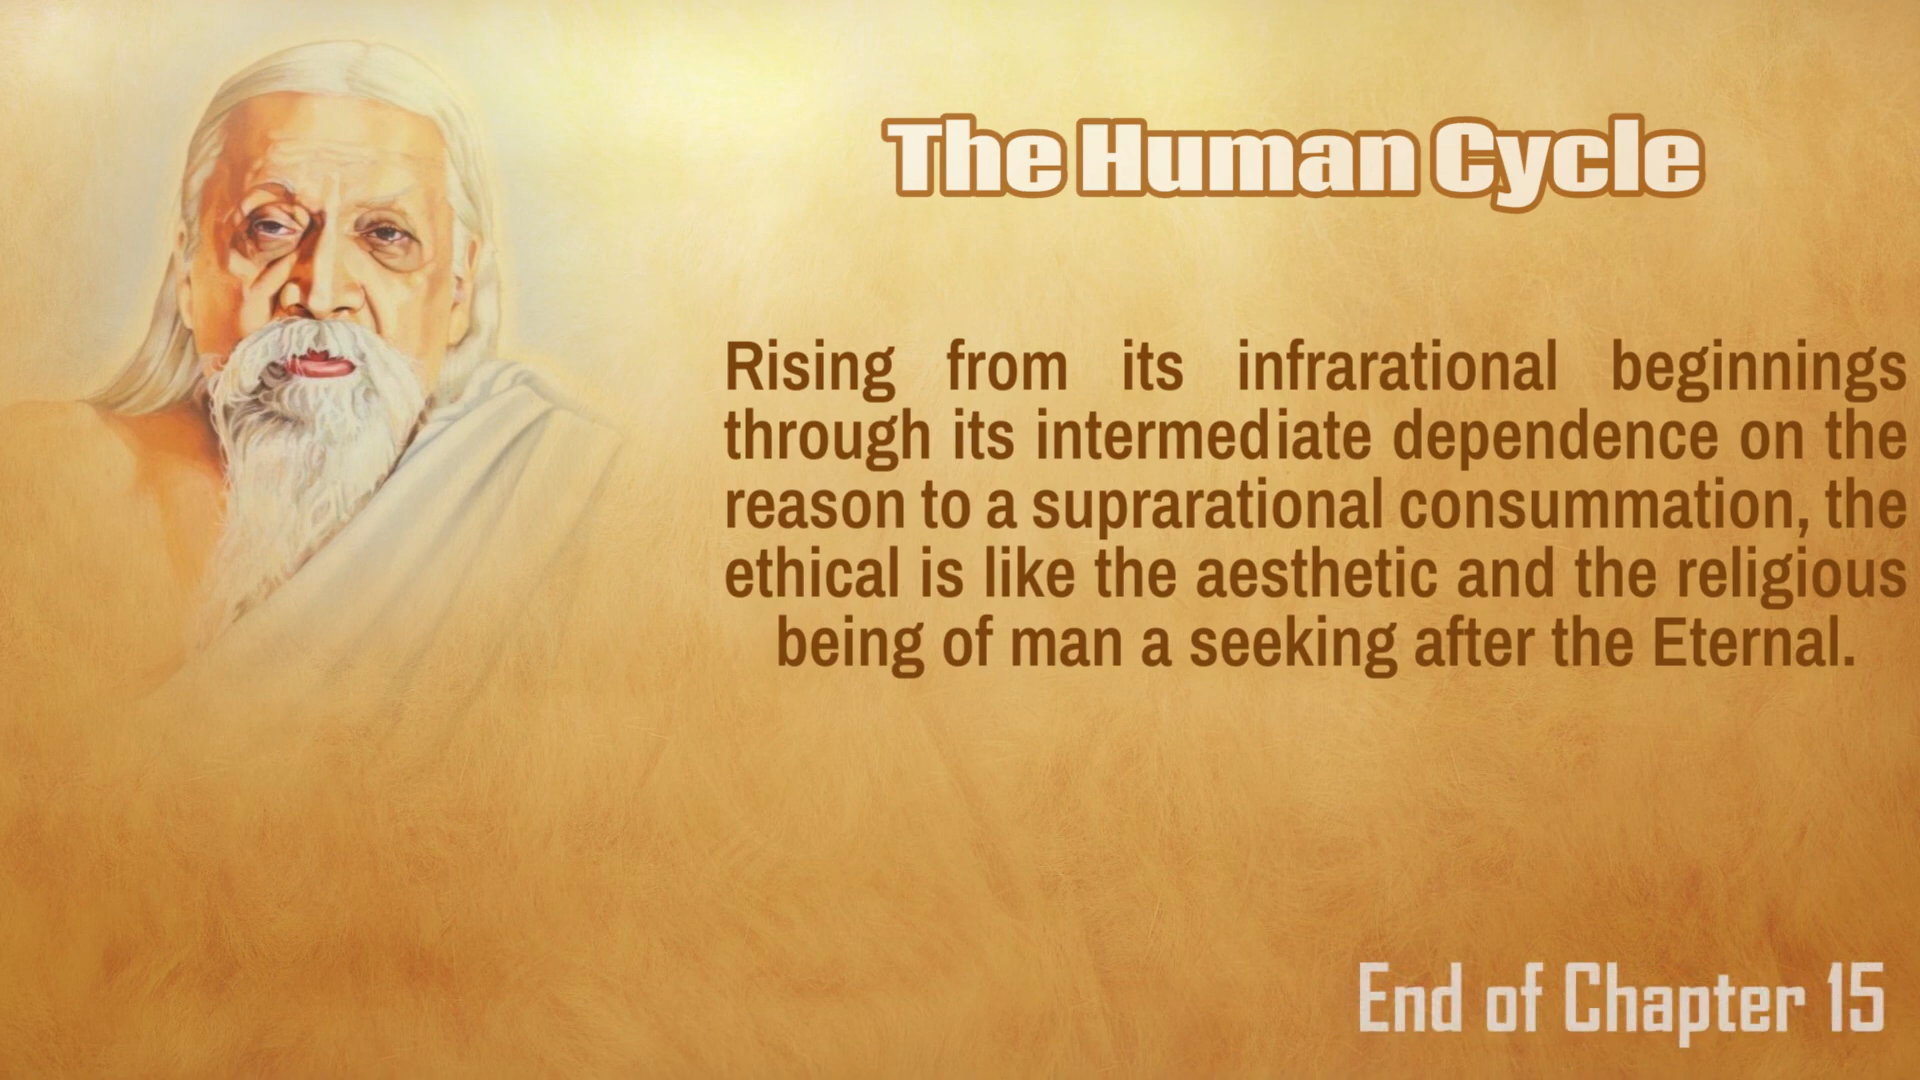 The Human Cycle
Rising from its infrarational beginnings
through its intermediate dependence on the
reason to a suprarational consummation, the
ethical is like the aesthetic and the religious
being of man a seeking after the Eternal.
End of Chapter 15